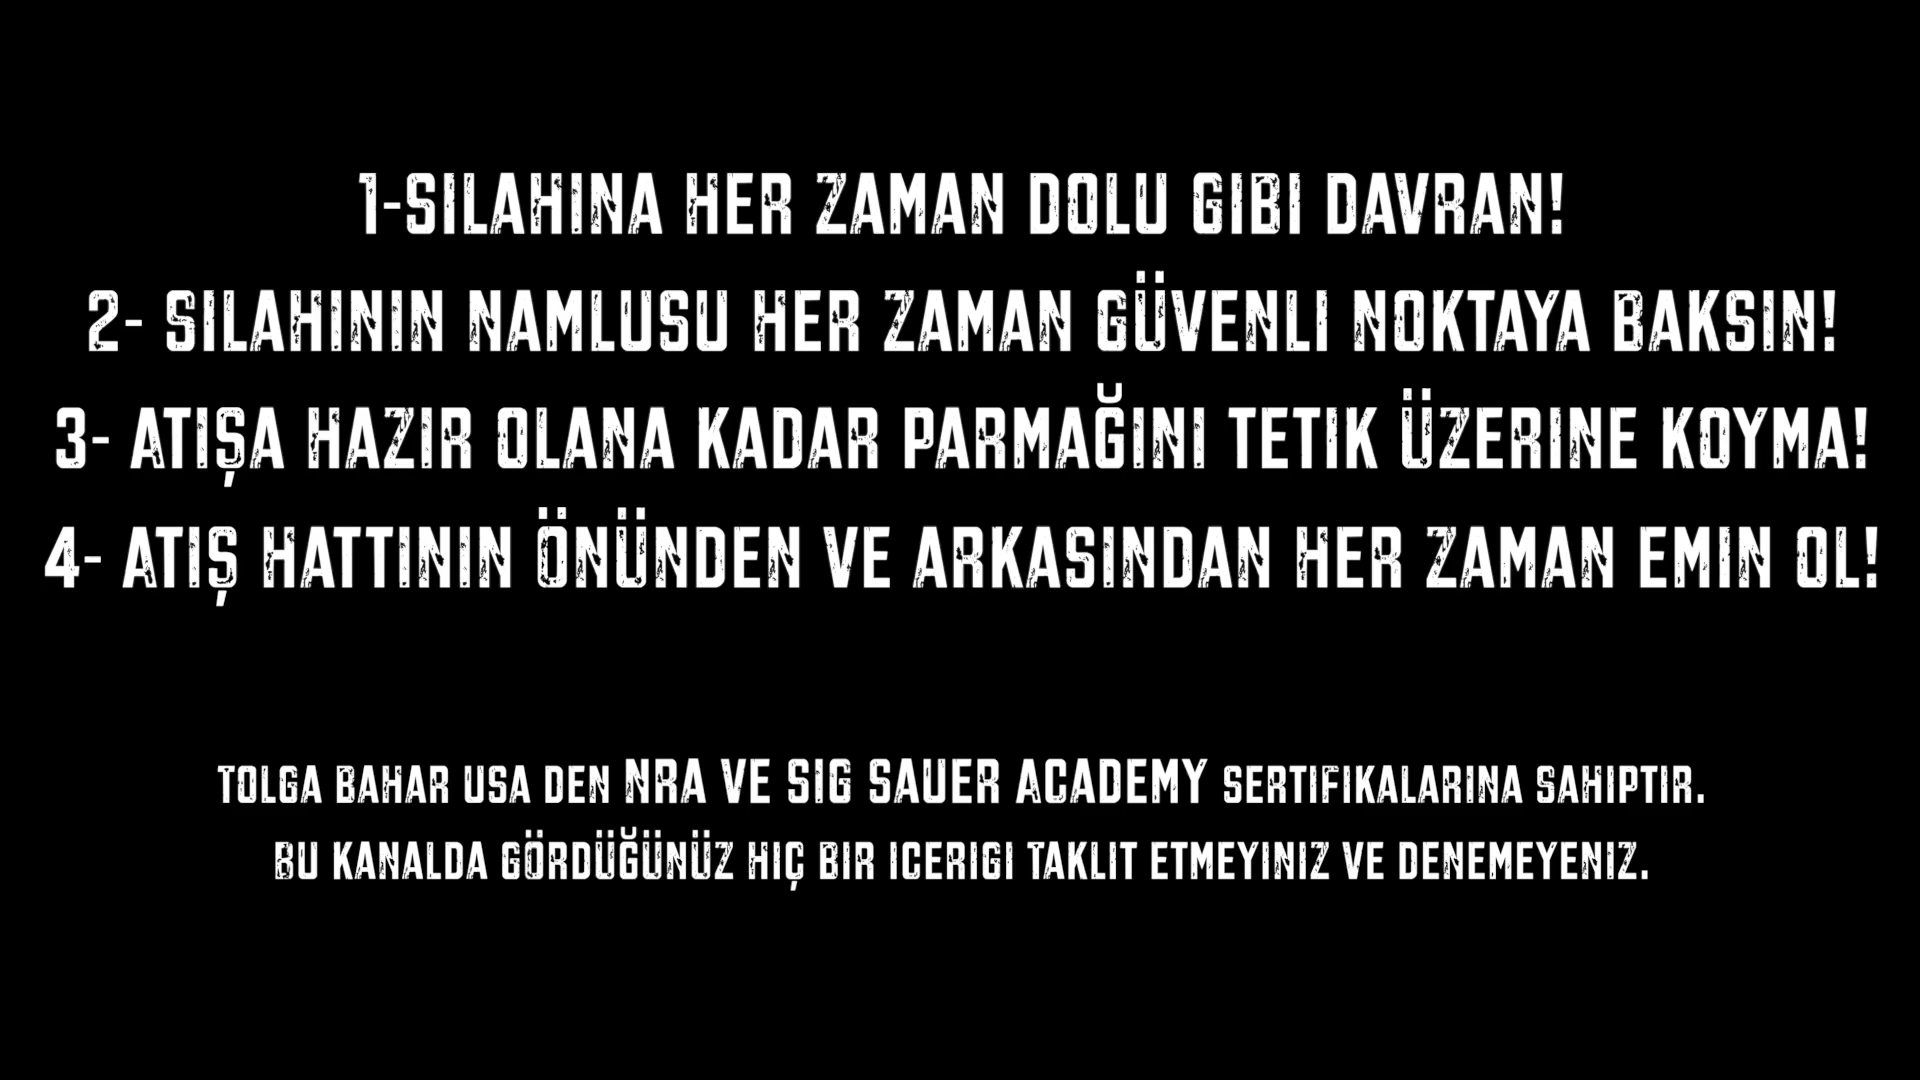 1-SILAHINA HER ZAMAN DOLU GIBI DAVRAN!
2- SILAHININ NAMLUSU HER ZAMAN GÜVENLI NOKTAYA BAKSIN!
3- ATIŞA HAZIR OLANA KADAR PARMAĞINI TETIK ÜZERINE KOYMA!
4- ATIŞ HATTININ ÖNÜNDEN VE ARKASINDAN HER ZAMAN EMIN OL!
TOLGA BAHAR USA DEN NRA VE SIG SAUER ACADEMY SERTIFIKALARINA SAHIPTIR.
BU KANALDA GÖRDÜĞÜNÜZ HIÇ BIR ICERIGI TAKLIT ETMEYINIZ VE DENEMEYENIZ.